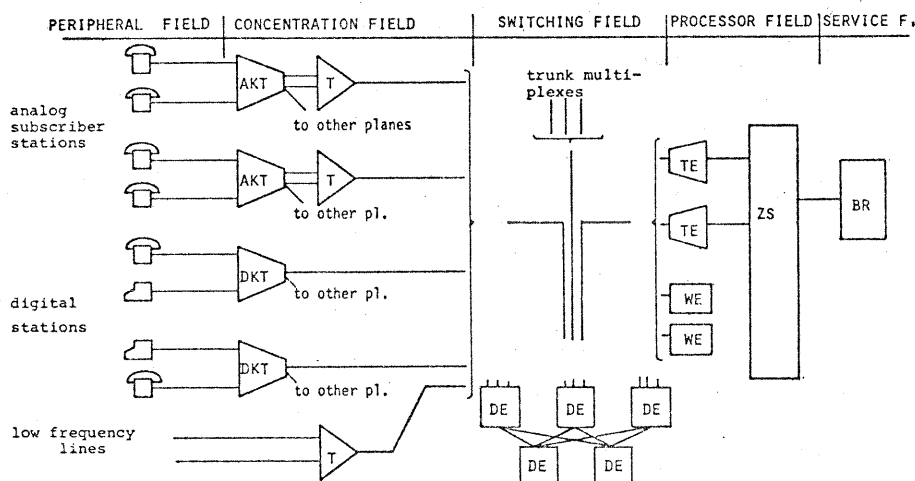 PERIPHERAL FIELD CONCENTRATION FIELD SWITCHING FIELD PROCESSOR FIELD SERVICE F.
trunk multi-
plexes
AKT T
to other planes
analog
subscriber
stations
AKT T
to other pl.
TE
TE
ZS
BR
DKT
to other pl.
WE
WE
digital
stations
DKT
to other pl.
DE DE DE
low frequency
lines
T
DE DE